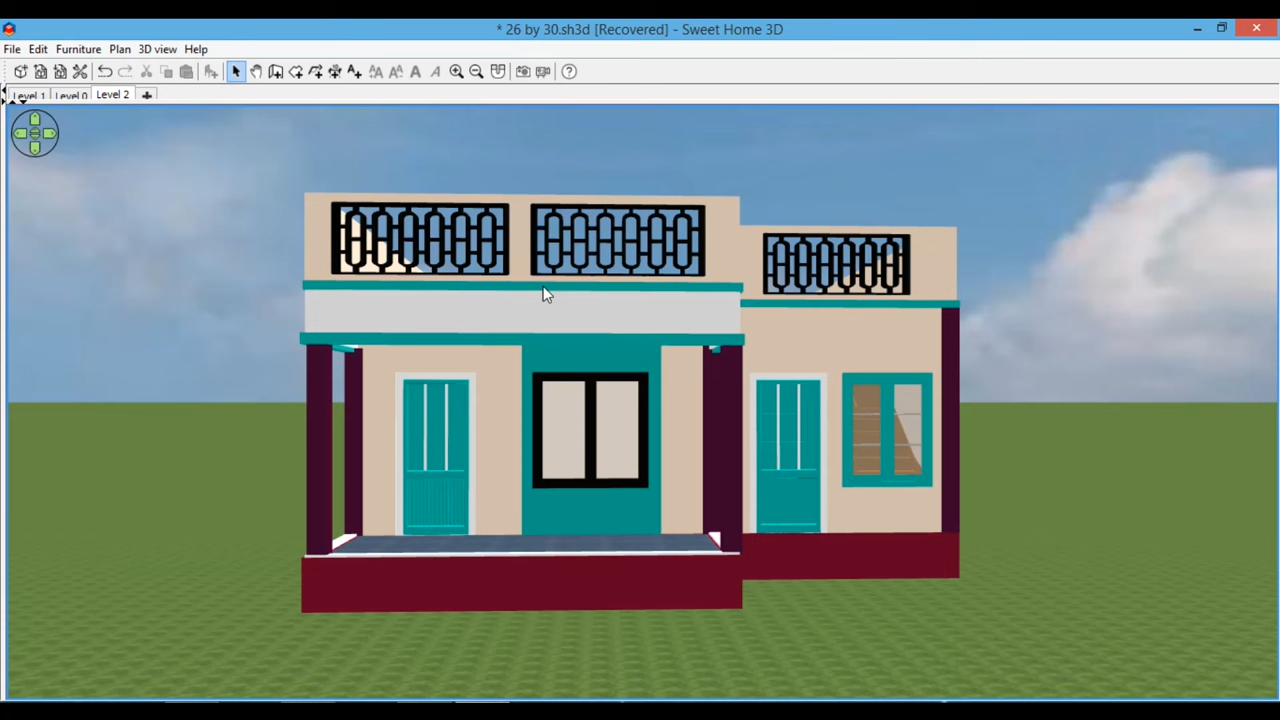 * 26 by 30.sh3d [Recovered] - Sweet Home 3D
File Edit Furniture Plan 3D view Help
Level 1 Level 0 Level 2